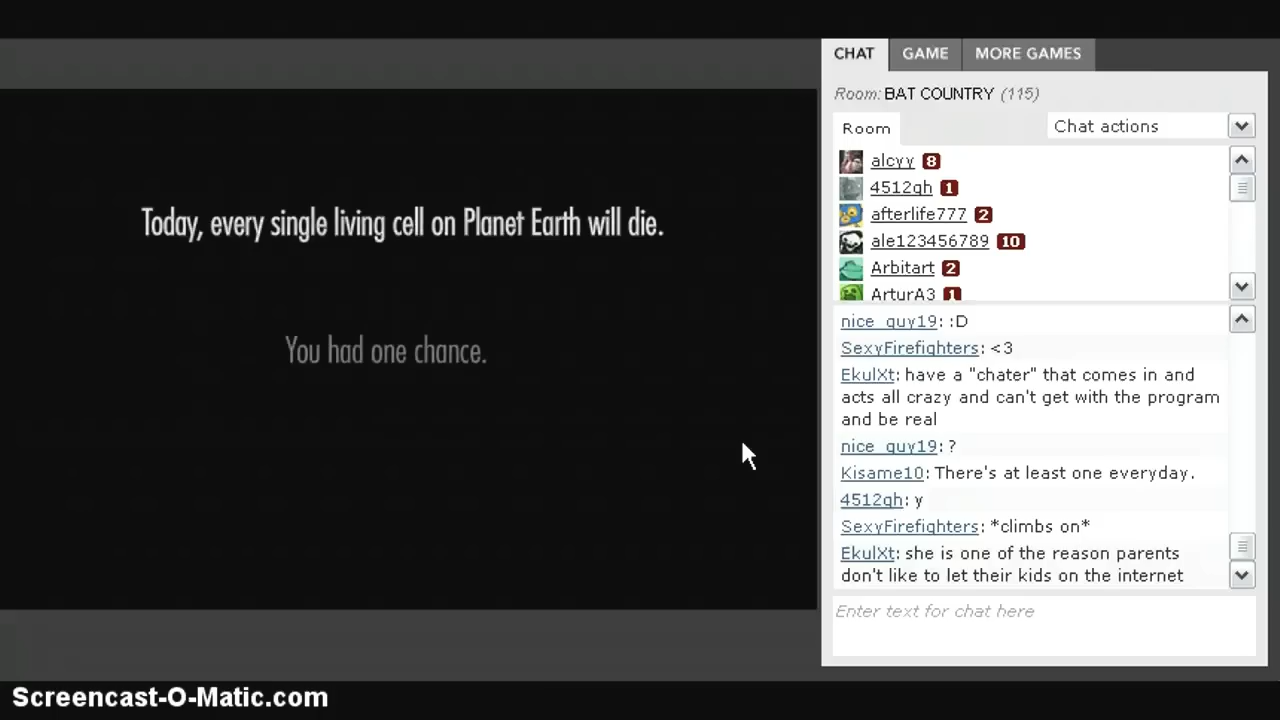 Today, every single living cell on Planet Earth will die.
You had one chance.
CHAT GAME MORE GAMES
Room: BAT COUNTRY (115)
Room Chat actions
alcyy 8
4512qh 1
afterlife777 2
ale123456789 10
Arbitart 2
ArturA3 1
nice_guy19: :D
SexyFirefighters: <3
EkulXt: have a "chater" that comes in and
acts all crazy and can't get with the program
and be real
nice_guy19: ?
Kisame10: There's at least one everyday.
4512qh: y
SexyFirefighters: *climbs on*
EkulXt: she is one of the reason parents
don't like to let their kids on the internet
Enter text for chat here
Screencast-O-Matic.com